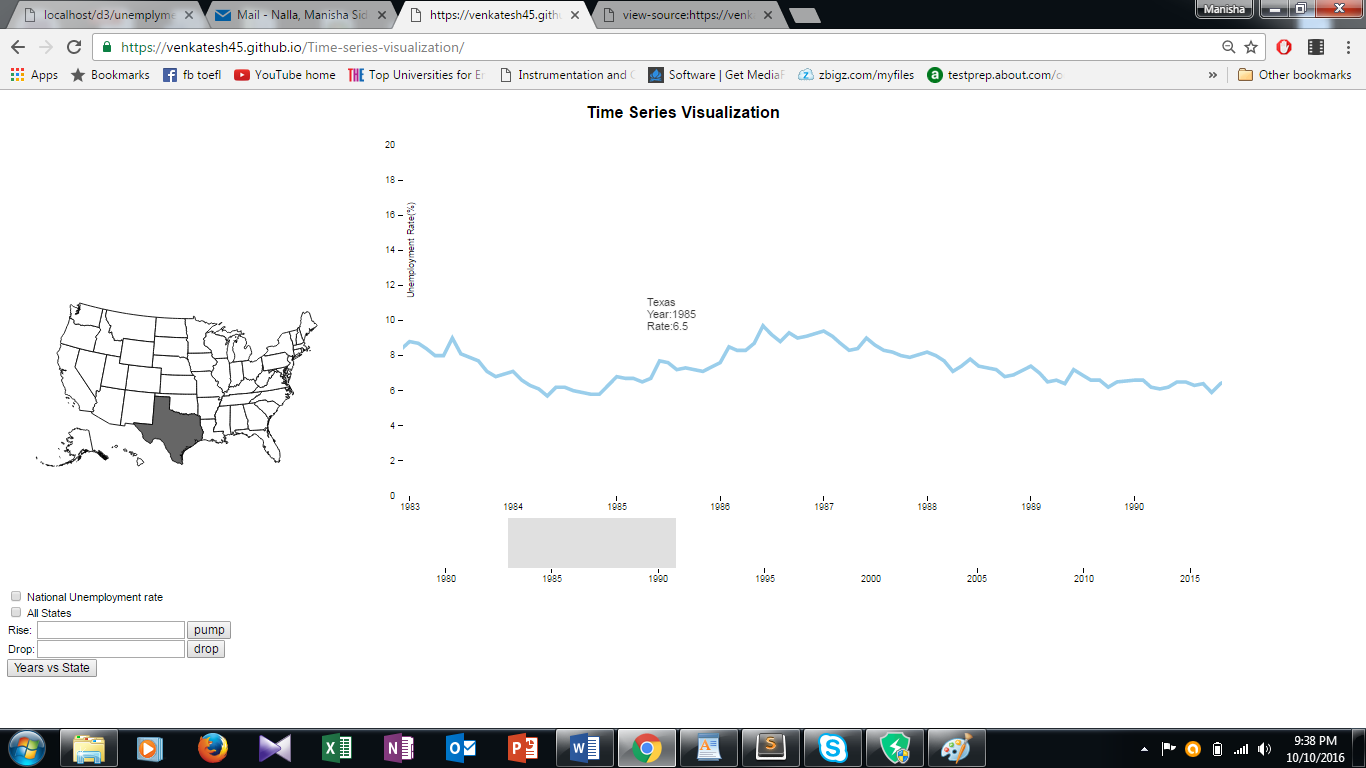 localhost/d3/unemplyme
Mail - Nalla, Manisha Sid
https://venkatesh45.gith
view-source:https://venk
Manisha
https://venkatesh45.github.io/Time-series-visualization/
Apps
Bookmarks
fb toefl
YouTube home
THE Top Universities for E
Instrumentation and C
Software | Get MediaF
zbigz.com/myfiles
a testprep.about.com/o
»
Other bookmarks
Time Series Visualization
20
18
16
14
12
10
8
6
4
2
0
Unemployment Rate(%)
Texas
Year:1985
Rate:6.5
1983 1984 1985 1986 1987 1988 1989 1990
1980 1985 1990 1995 2000 2005 2010 2015
National Unemployment rate
All States
Rise: pump
Drop: drop
Years vs State
9:38 PM
10/10/2016